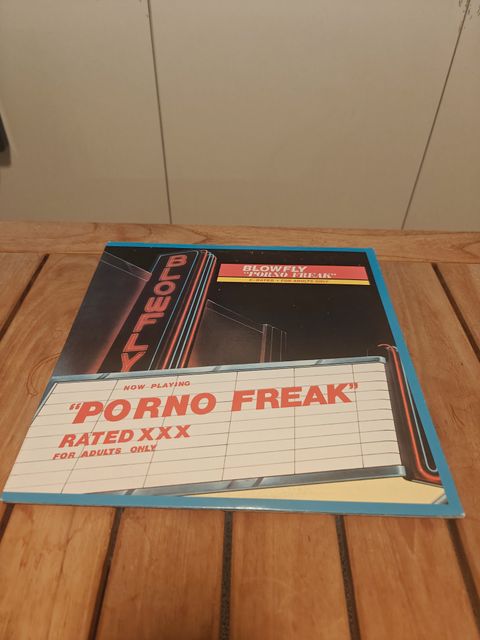 BLOWFLY
BLOWFLY
"PORNO FREAK"
X-RATED • FOR ADULTS ONLY
NOW PLAYING
"PORNO FREAK"
RATED XXX
FOR ADULTS ONLY